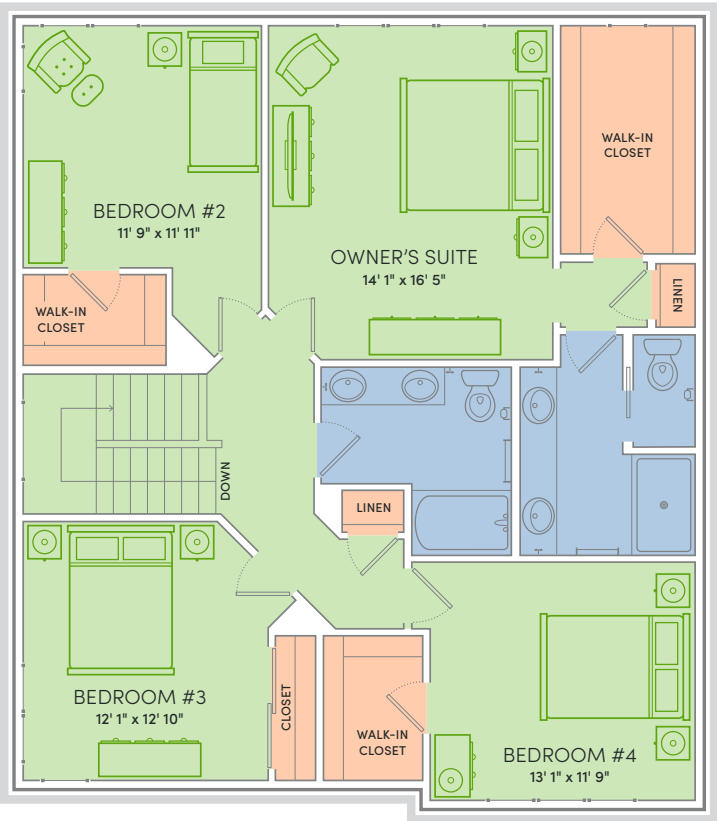 WALK-IN
CLOSET
BEDROOM #2
11' 9" x 11' 11"
OWNER'S SUITE
14' 1" x 16' 5"
LINEN
WALK-IN
CLOSET
DOWN
LINEN
BEDROOM #3
12' 1" x 12' 10"
CLOSET
WALK-IN
CLOSET
BEDROOM #4
13' 1" x 11' 9"